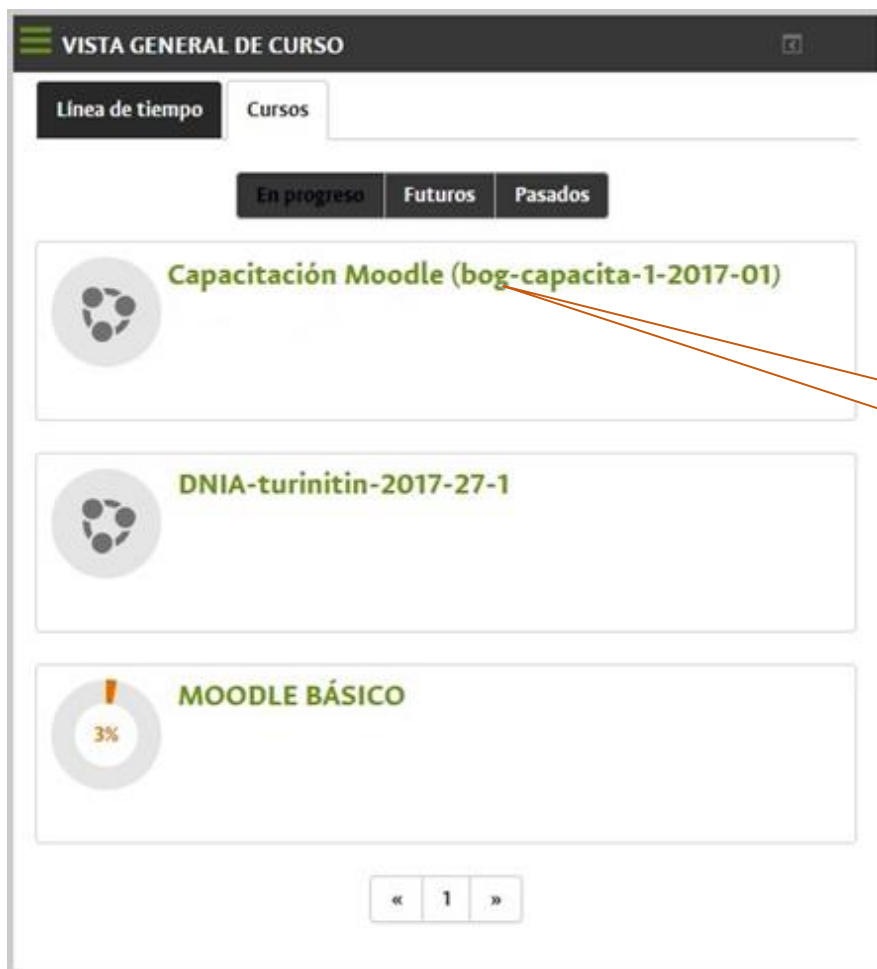 VISTA GENERAL DE CURSO
Línea de tiempo Cursos
En progreso Futuros Pasados
Capacitación Moodle (bog-capacita-1-2017-01)
DNIA-turinitin-2017-27-1
MOODLE BÁSICO
3%
« 1 »